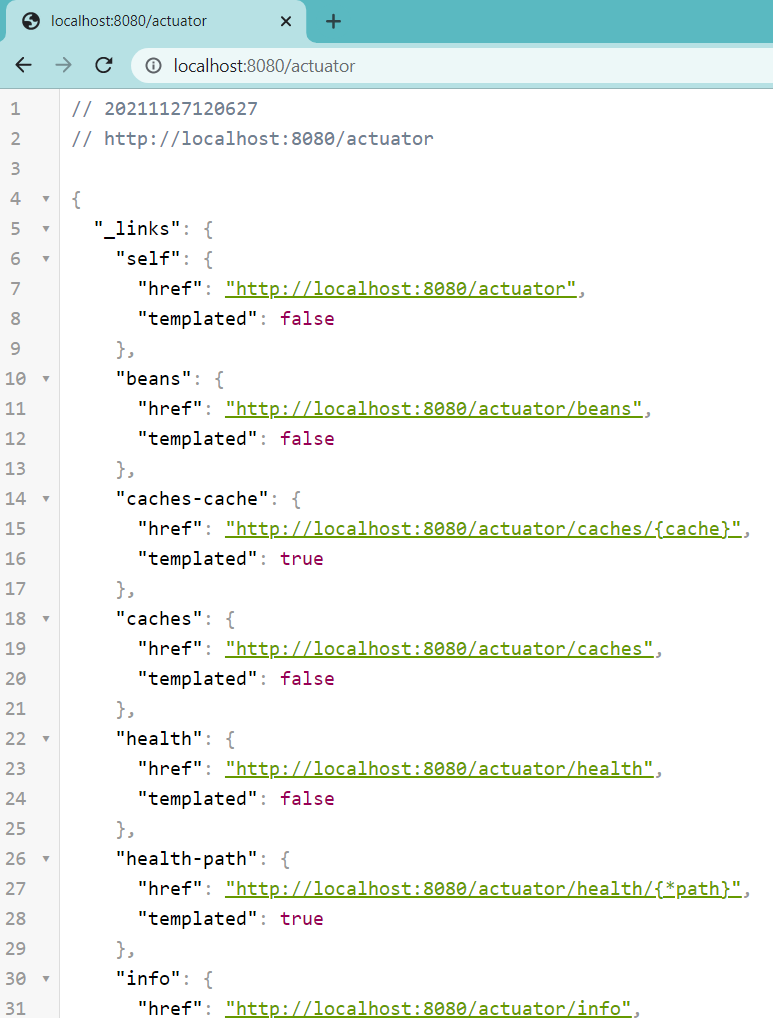 localhost:8080/actuator
localhost:8080/actuator
1 // 20211127120627
2 // http://localhost:8080/actuator
3
4 {
5 "_links": {
6 "self": {
7 "href": "http://localhost:8080/actuator",
8 "templated": false
9 },
10 "beans": {
11 "href": "http://localhost:8080/actuator/beans",
12 "templated": false
13 },
14 "caches-cache": {
15 "href": "http://localhost:8080/actuator/caches/{cache}",
16 "templated": true
17 },
18 "caches": {
19 "href": "http://localhost:8080/actuator/caches",
20 "templated": false
21 },
22 "health": {
23 "href": "http://localhost:8080/actuator/health",
24 "templated": false
25 },
26 "health-path": {
27 "href": "http://localhost:8080/actuator/health/{*path}",
28 "templated": true
29 },
30 "info": {
31 "href": "http://localhost:8080/actuator/info",